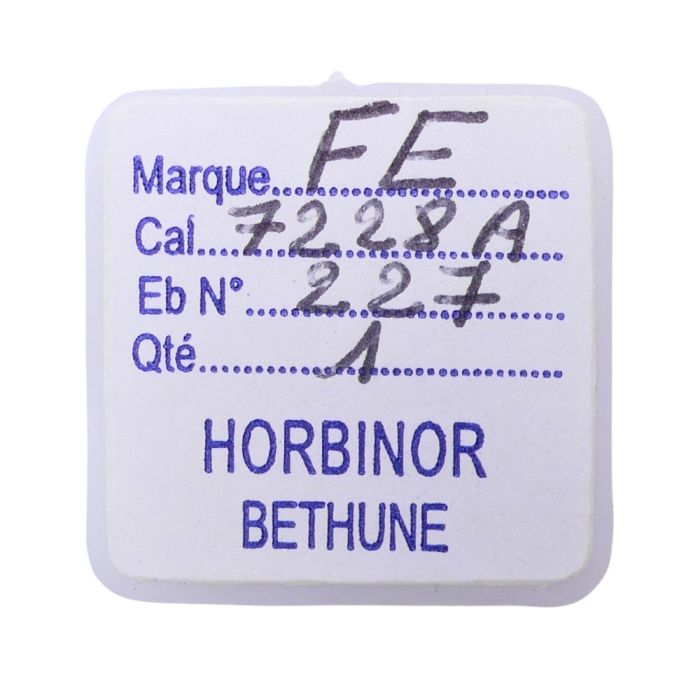 Marque FE
Cal 7228A
Eb N° 227
Qté 1
HORBINOR
BETHUNE